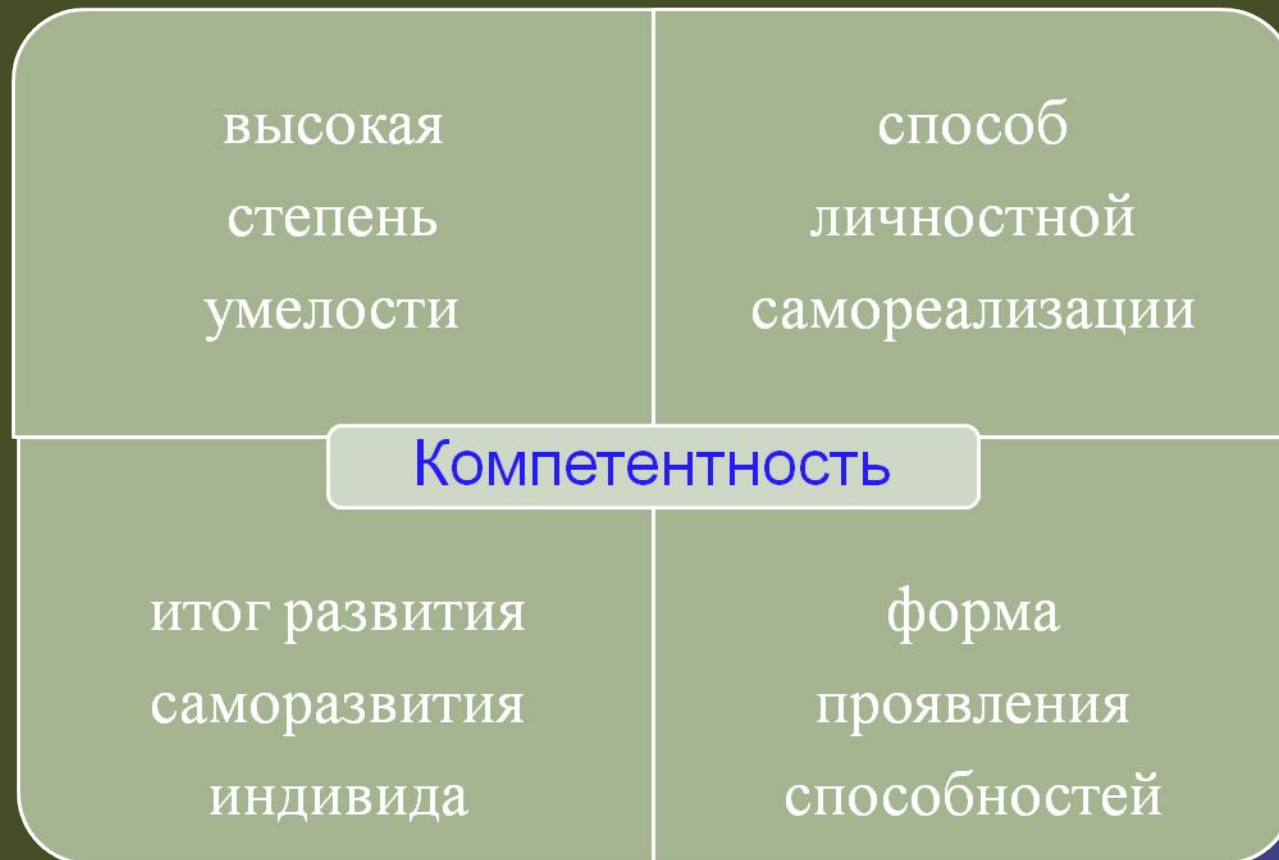 высокая
степень
умелости
способ
личностной
самореализации
Компетентность
итог развития
саморазвития
индивида
форма
проявления
способностей